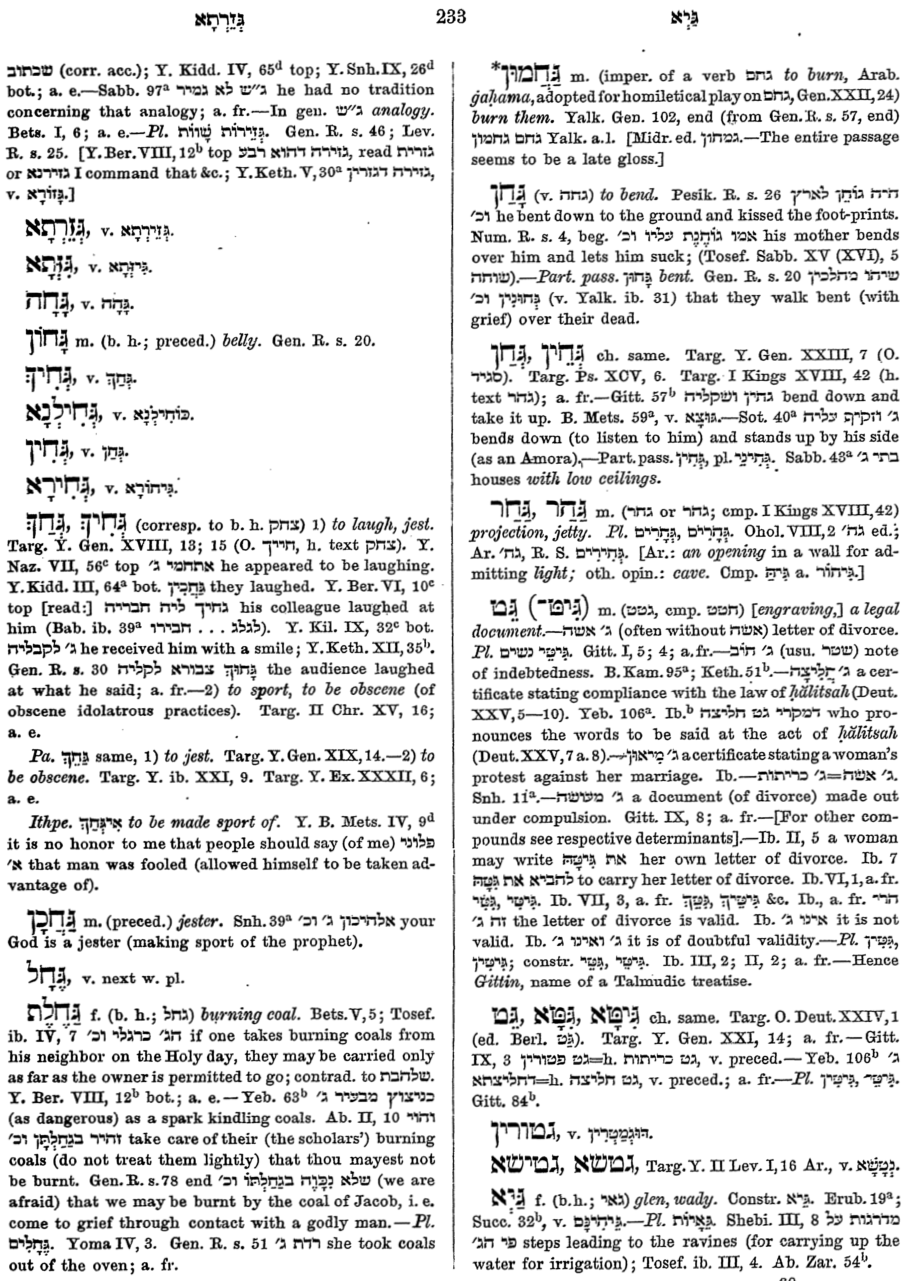 גְּזֵרְתָא
233
גַּיְא
שכתוב (corr. acc.); Y. Kidd. IV, 65d top; Y. Snh. IX, 26d
bot.; a. e.—Sabb. 97a ג״ש לא גמיר he had no tradition
concerning that analogy; a. fr.—In gen. ג״ש analogy.
Bets. I, 6; a. e.—Pl. גְּזֵירוֹת שָׁווֹת. Gen. R. s. 46; Lev.
R. s. 25. [Y. Ber. VIII, 12b top גזירה דהוא רבע, read גזירית
or גזירנא I command that &c.; Y. Keth. V, 30a גזירה דגוזרין,
v. גְּזוֹרָא.]
גְּזֵרְתָא, v. גְּזֵירְתָא.
גִּזְּתָא, v. גִּיזְּתָא.
גָּחָה, v. גָּהָה.
גָּחוֹן m. (b. h.; preced.) belly. Gen. R. s. 20.
גְּחִיךְ, v. גְּחַךְ.
גְּחִילְנָא, v. כּוֹחִילְנָא.
גְּחִין, v. גְּחַן.
גְּחִירָא, v. גִּיחוֹרָא.
גְּחַךְ, גְּחִיךְ (corresp. to b. h. צחק) 1) to laugh, jest.
Targ. Y. Gen. XVIII, 13; 15 (O. חייךְ, h. text צחק). Y.
Naz. VII, 56c top אתחמי ג׳ he appeared to be laughing.
Y. Kidd. III, 64a bot. גָּחֲכִין they laughed. Y. Ber. VI, 10c
top [read:] גחיך ליה חברייה his colleague laughed at
him (Bab. ib. 39a לגלג . . . חבירו). Y. Kil. IX, 32c bot.
ג׳ לקבליה he received him with a smile; Y. Keth. XII, 35b.
Gen. R. s. 30 גָּחוּךְ צבורא לקליה the audience laughed
at what he said; a. fr.—2) to sport, to be obscene (of
obscene idolatrous practices). Targ. II Chr. XV, 16;
a. e.
Pa. גַּחֵךְ same, 1) to jest. Targ. Y. Gen. XIX, 14.—2) to
be obscene. Targ. Y. ib. XXI, 9. Targ. Y. Ex. XXXII, 6;
a. e.
Ithpe. אִיגְּחַךְ to be made sport of. Y. B. Mets. IV, 9d
it is no honor to me that people should say (of me) פלוני
א׳ that man was fooled (allowed himself to be taken ad-
vantage of).
גַּחֲכָן m. (preced.) jester. Snh. 39a אלהיכון ג׳ וכ׳ your
God is a jester (making sport of the prophet).
גֶּחָל, v. next w. pl.
גַּחֶלֶת f. (b. h.; גחל) burning coal. Bets. V, 5; Tosef.
ib. IV, 7 חג׳ כרגלי וכ׳ if one takes burning coals from
his neighbor on the Holy day, they may be carried only
as far as the owner is permitted to go; contrad. to שלהבת.
Y. Ber. VIII, 12b bot.; a. e.—Yeb. 63b כניצוץ מבעיר ג׳
(as dangerous) as a spark kindling coals. Ab. II, 10 והוי
זהיר בגַחַלְתָּן וכ׳ take care of their (the scholars’) burning
coals (do not treat them lightly) that thou mayest not
be burnt. Gen. R. s. 78 end שלא נִכָּוֶה בגַחַלְתּוֹ וכ׳ (we are
afraid) that we may be burnt by the coal of Jacob, i. e.
come to grief through contact with a godly man.—Pl.
גֶּחָלִים. Yoma IV, 3. Gen. R. s. 51 רדת ג׳ she took coals
out of the oven; a. fr.
*גַּחֲמוּן m. (imper. of a verb גחם to burn, Arab.
ǵaḥama, adopted for homiletical play on גחם, Gen. XXII, 24)
burn them. Yalk. Gen. 102, end (from Gen. R. s. 57, end)
גחם גחמון Yalk. a. l. [Midr. ed. גמחון.—The entire passage
seems to be a late gloss.]
גָּחַן (v. גחה) to bend. Pesik. R. s. 26 היה גוֹחֵן לארץ
וכ׳ he bent down to the ground and kissed the foot-prints.
Num. R. s. 4, beg. אמו גוֹחֶנֶת עליו וכ׳ his mother bends
over him and lets him suck; (Tosef. Sabb. XV (XVI), 5
שוחה).—Part. pass. גָּחוּן bent. Gen. R. s. 20 שיהו מהלכין
גְּחוּנִין וכ׳ (v. Yalk. ib. 31) that they walk bent (with
grief) over their dead.
גְּחַן, גְּחֵין ch. same. Targ. Y. Gen. XXIII, 7 (O.
סגיד). Targ. Ps. XCV, 6. Targ. I Kings XVIII, 42 (h.
text גהר); a. fr.—Gitt. 57b גחין ושקליה bend down and
take it up. B. Mets. 59a, v. גּוּצָא.—Sot. 40a ג׳ וזקיף עליה
bends down (to listen to him) and stands up by his side
(as an Amora).—Part. pass. גְּחִין, pl. גְּחִינֵי. Sabb. 43a בתי ג׳
houses with low ceilings.
גַּחַר, גָּחֹר m. (גהר or גחר; cmp. I Kings XVIII, 42)
projection, jetty. Pl. גְּחָרִים, גְּחָרִים. Ohol. VIII, 2 גה׳ ed.;
Ar. גח׳, R. S. גְּחִירִים. [Ar.: an opening in a wall for ad-
mitting light; oth. opin.: cave. Cmp. גִּיהַּ a. גִּיחוֹר.]
גֵּט (גִּיטּ־) m. (גטט, cmp. חטט) [engraving,] a legal
document.—ג׳ אשה (often without אשה) letter of divorce.
Pl. גִּיטֵּי נשים. Gitt. I, 5; 4; a. fr.—ג׳ חוֹב (usu. שטר) note
of indebtedness. B. Kam. 95a; Keth. 51b.—ג׳ חֲלִיצָה a cer-
tificate stating compliance with the law of ḥălitsah (Deut.
XXV, 5—10). Yeb. 106a. Ib.b דמקרי גט חליצה who pro-
nounces the words to be said at the act of ḥălitsah
(Deut. XXV, 7 a. 8).—ג׳ מֵיאוּן a certificate stating a woman’s
protest against her marriage. Ib.—ג׳ כריתות=ג׳ אשה.
Snh. 11a.—ג׳ מעושה a document (of divorce) made out
under compulsion. Gitt. IX, 8; a. fr.—[For other com-
pounds see respective determinants].—Ib. II, 5 a woman
may write את גִּיטָּהּ her own letter of divorce. Ib. 7
להביא את גִּטָּהּ to carry her letter of divorce. Ib. VI, 1, a. fr.
גִּיטִּי, גִּטִּי. Ib. VII, 3, a. fr. גִּיטֵּיךְ, גִּטֵּךְ &c. Ib., a. fr. הרי
זה ג׳ the letter of divorce is valid. Ib. אינו ג׳ it is not
valid. Ib. ג׳ ואינו ג׳ it is of doubtful validity.—Pl. גִּטִּין,
גִּיטִּין; constr. גִּיטֵּי, גִּטֵּי. Ib. III, 2; II, 2; a. fr.—Hence
Gittin, name of a Talmudic treatise.
גֵּט, גִּטָּא, גִּיטָּא ch. same. Targ. O. Deut. XXIV, 1
(ed. Berl. גֵּט). Targ. Y. Gen. XXI, 14; a. fr.—Gitt.
IX, 3 גט פטורין=h. גט כריתות, v. preced.—Yeb. 106b ג׳
דחליצתא=h. גט חליצה, v. preced.; a. fr.—Pl. גִּיטִּין, גִּיטֵּי.
Gitt. 84b.
גטורין, v. דּוּגְמַטְרִין.
גטשא, גטישא, Targ. Y. II Lev. I, 16 Ar., v. גְּטָשָׁא.
גַּיְא f. (b. h.; גאי) glen, wady. Constr. גֵּיא. Erub. 19a;
Succ. 32b, v. גֵּיהִינָּם.—Pl. גֵּאָיוֹת. Shebi. III, 8 מדרגות על
פי הג׳ steps leading to the ravines (for carrying up the
water for irrigation); Tosef. ib. III, 4. Ab. Zar. 54b.